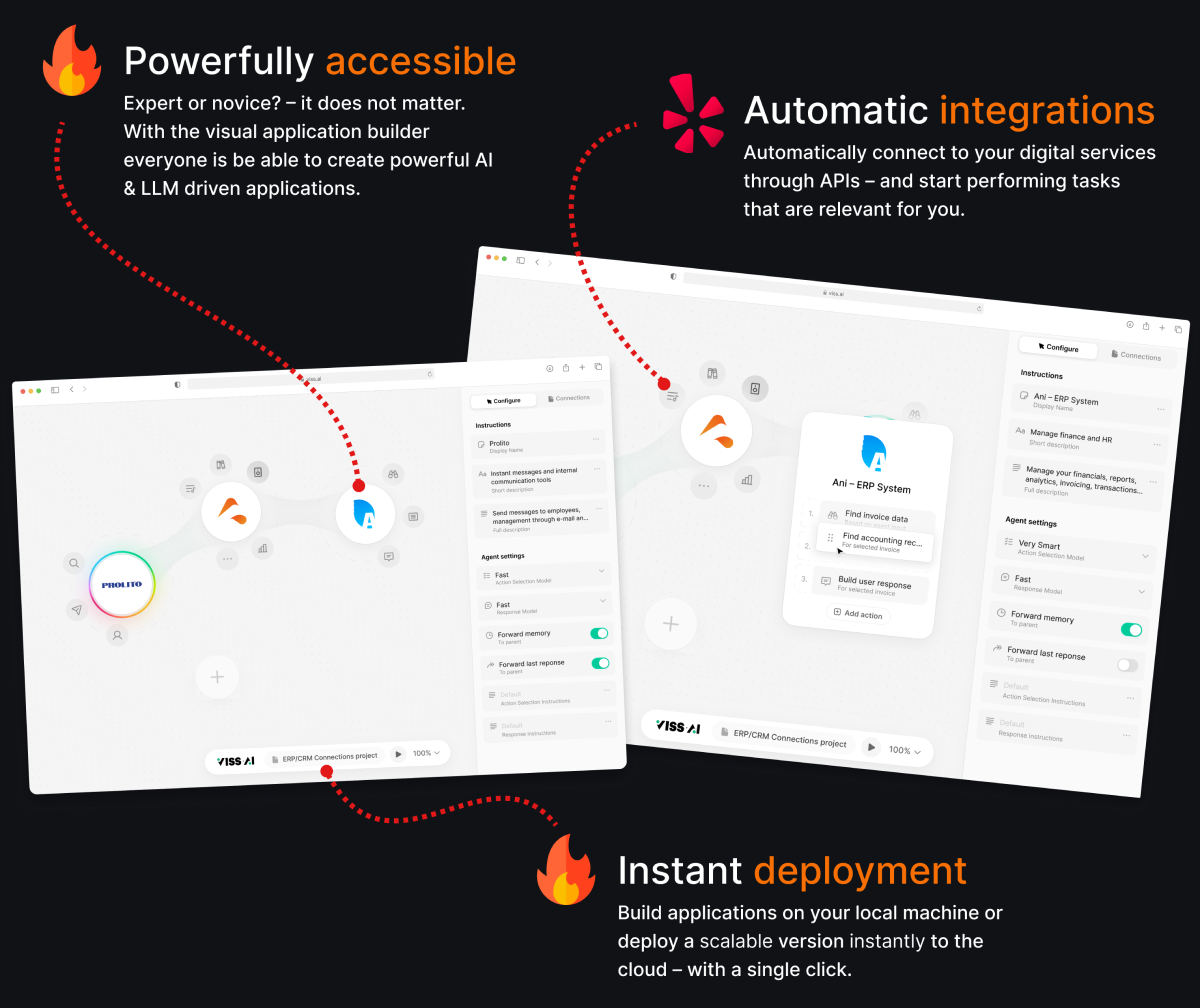 Powerfully accessible
Expert or novice? – it does not matter.
With the visual application builder
everyone is be able to create powerful AI
& LLM driven applications.
Automatic integrations
Automatically connect to your digital services
through APIs – and start performing tasks
that are relevant for you.
viss.ai
Configure
Connections
Instructions
Prolito
Display Name
Aa
Instant messages and internal
communication tools
Short description
Send messages to employees,
management through e-mail an...
Full description
Agent settings
Fast
Action Selection Model
Fast
Response Model
Forward memory
To parent
Forward last reponse
To parent
Default
Action Selection Instructions
Default
Response Instructions
PROLITO
A
VISS AI
ERP/CRM Connections project
100%
viss.ai
Configure
Connections
Instructions
Ani – ERP System
Display Name
Aa
Manage finance and HR
Short description
Manage your financials, reports,
analytics, invoicing, transactions...
Full description
Agent settings
Very Smart
Action Selection Model
Fast
Response Model
Forward memory
To parent
Forward last reponse
To parent
Default
Action Selection Instructions
Default
Response Instructions
A
Ani – ERP System
1.
Find invoice data
2.
Find accounting rec...
For selected invoice
3.
Build user response
For selected invoice
Add action
VISS AI
ERP/CRM Connections project
100%
Instant deployment
Build applications on your local machine or
deploy a scalable version instantly to the
cloud – with a single click.